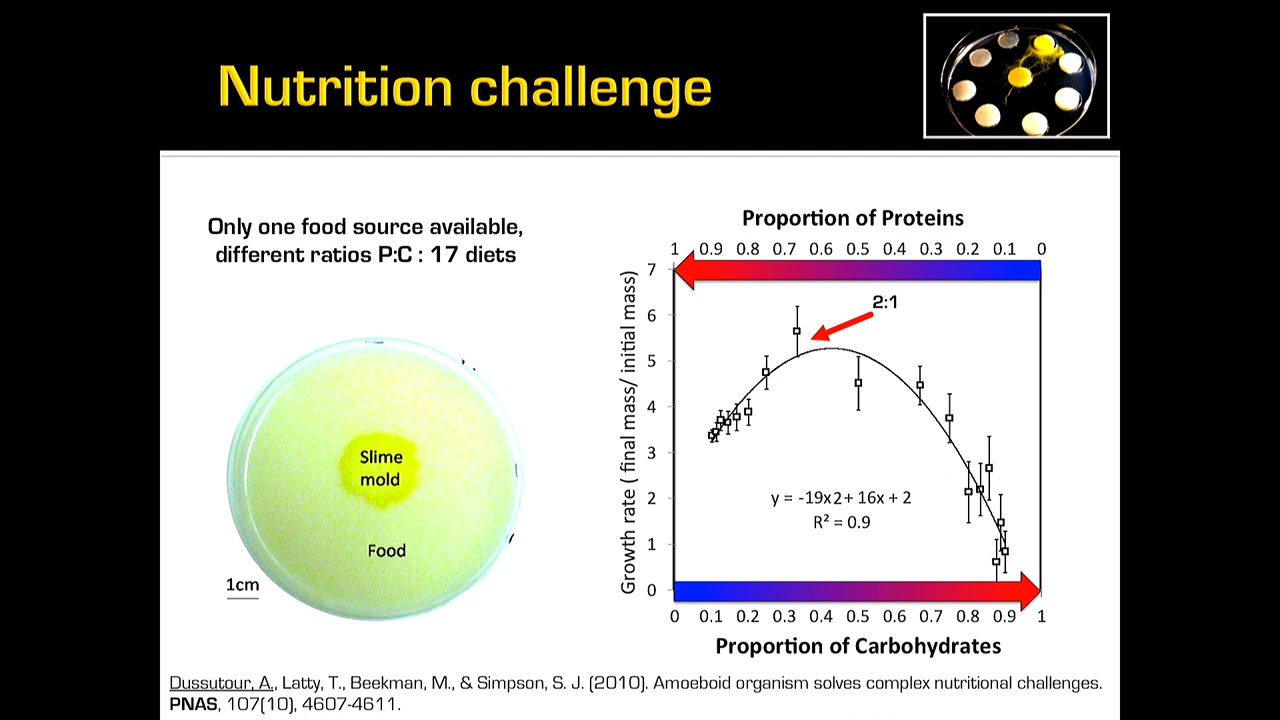 Nutrition challenge
Only one food source available,
different ratios P:C : 17 diets
Slime
mold
Food
1cm
Proportion of Proteins
1 0.9 0.8 0.7 0.6 0.5 0.4 0.3 0.2 0.1 0
Growth rate ( final mass/ initial mass)
7
6
5
4
3
2
1
0
2:1
y = -19x2+ 16x + 2
R² = 0.9
0 0.1 0.2 0.3 0.4 0.5 0.6 0.7 0.8 0.9 1
Proportion of Carbohydrates
Dussutour, A., Latty, T., Beekman, M., & Simpson, S. J. (2010). Amoeboid organism solves complex nutritional challenges.
PNAS, 107(10), 4607-4611.